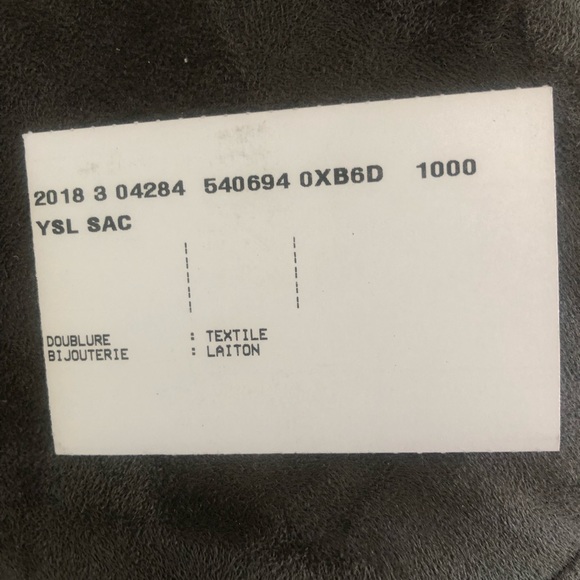 2018 3 04284 540694 0XB6D 1000
YSL SAC
DOUBLURE : TEXTILE
BIJOUTERIE : LAITON